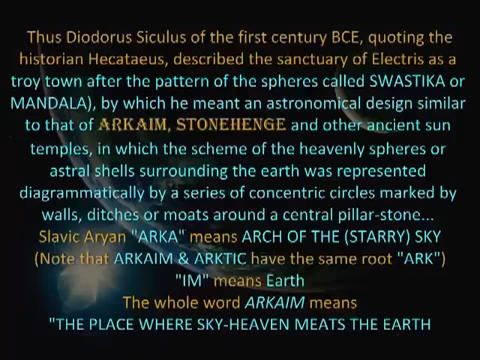 Thus Diodorus Siculus of the first century BCE, quoting the
historian Hecataeus, described the sanctuary of Electris as a
troy town after the pattern of the spheres called SWASTIKA or
MANDALA), by which he meant an astronomical design similar
to that of ARKAIM, STONEHENGE and other ancient sun
temples, in which the scheme of the heavenly spheres or
astral shells surrounding the earth was represented
diagrammatically by a series of concentric circles marked by
walls, ditches or moats around a central pillar-stone...
Slavic Aryan "ARKA" means ARCH OF THE (STARRY) SKY
(Note that ARKAIM & ARKTIC have the same root "ARK")
"IM" means Earth
The whole word ARKAIM means
"THE PLACE WHERE SKY-HEAVEN MEATS THE EARTH